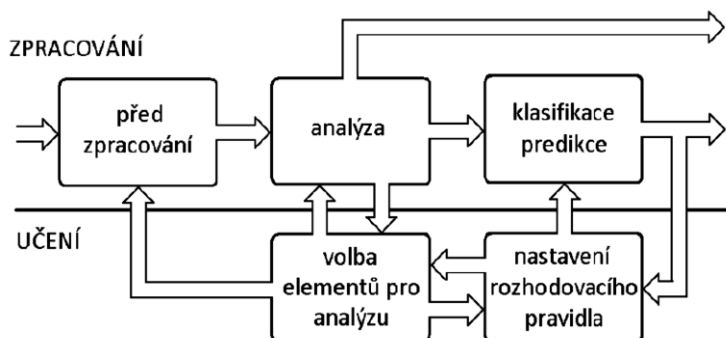 ZPRACOVÁNÍ
před
zpracování
analýza
klasifikace
predikce
UČENÍ
volba
elementů pro
analýzu
nastavení
rozhodovacího
pravidla